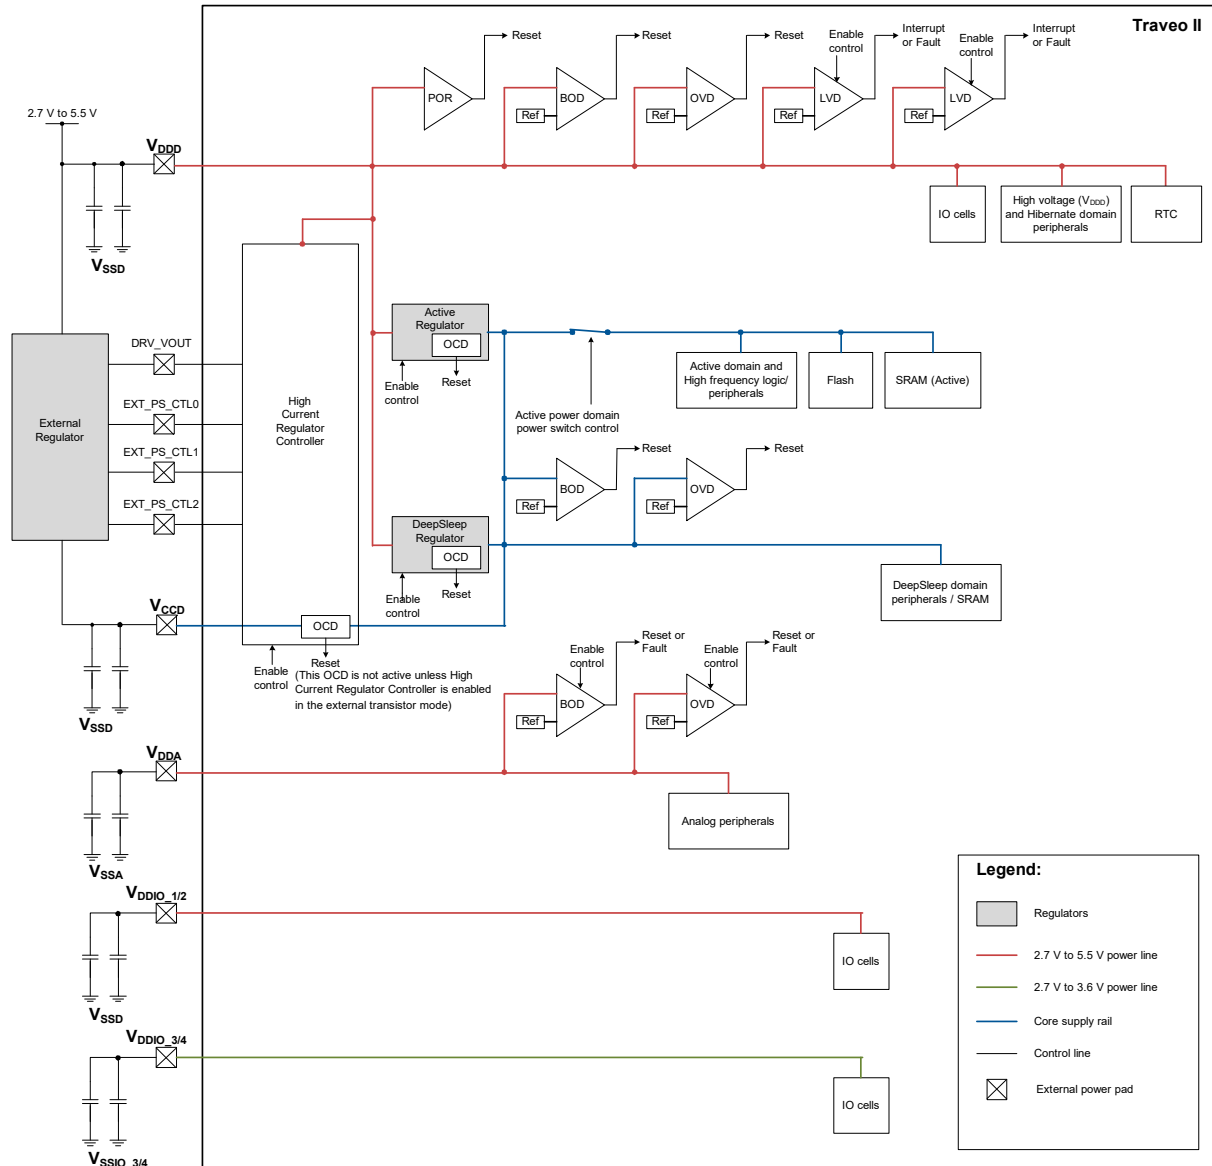 Traveo II
Reset
Reset
Reset
Enable
control
Interrupt
or Fault
Enable
control
Interrupt
or Fault
POR
BOD
OVD
LVD
LVD
Ref
Ref
Ref
Ref
2.7 V to 5.5 V
VDDD
VSSD
IO cells
High voltage (VDDD)
and Hibernate domain
peripherals
RTC
External
Regulator
DRV_VOUT
EXT_PS_CTL0
EXT_PS_CTL1
EXT_PS_CTL2
High
Current
Regulator
Controller
Active
Regulator
OCD
Enable
control
Reset
Active power domain
power switch control
Active domain and
High frequency logic/
peripherals
Flash
SRAM (Active)
Reset
Reset
BOD
OVD
Ref
Ref
DeepSleep
Regulator
OCD
Enable
control
Reset
DeepSleep domain
peripherals / SRAM
VCCD
VSSD
OCD
Enable
control
Reset
(This OCD is not active unless High
Current Regulator Controller is enabled
in the external transistor mode)
Enable
control
Reset or
Fault
Enable
control
Reset or
Fault
BOD
OVD
Ref
Ref
VDDA
VSSA
Analog peripherals
VDDIO_1/2
VSSD
IO cells
VDDIO_3/4
VSSIO_3/4
IO cells
Legend:
Regulators
2.7 V to 5.5 V power line
2.7 V to 3.6 V power line
Core supply rail
Control line
External power pad